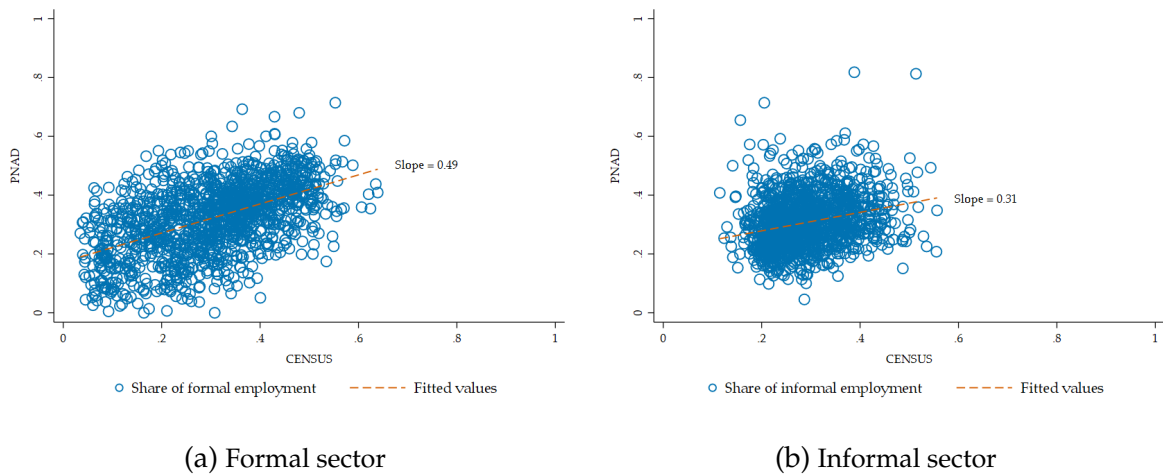 1
.8
.6
.4
.2
0
PNAD
Slope = 0.49
0 .2 .4 .6 .8 1
CENSUS
Share of formal employment Fitted values
(a) Formal sector
1
.8
.6
.4
.2
0
PNAD
Slope = 0.31
0 .2 .4 .6 .8 1
CENSUS
Share of informal employment Fitted values
(b) Informal sector